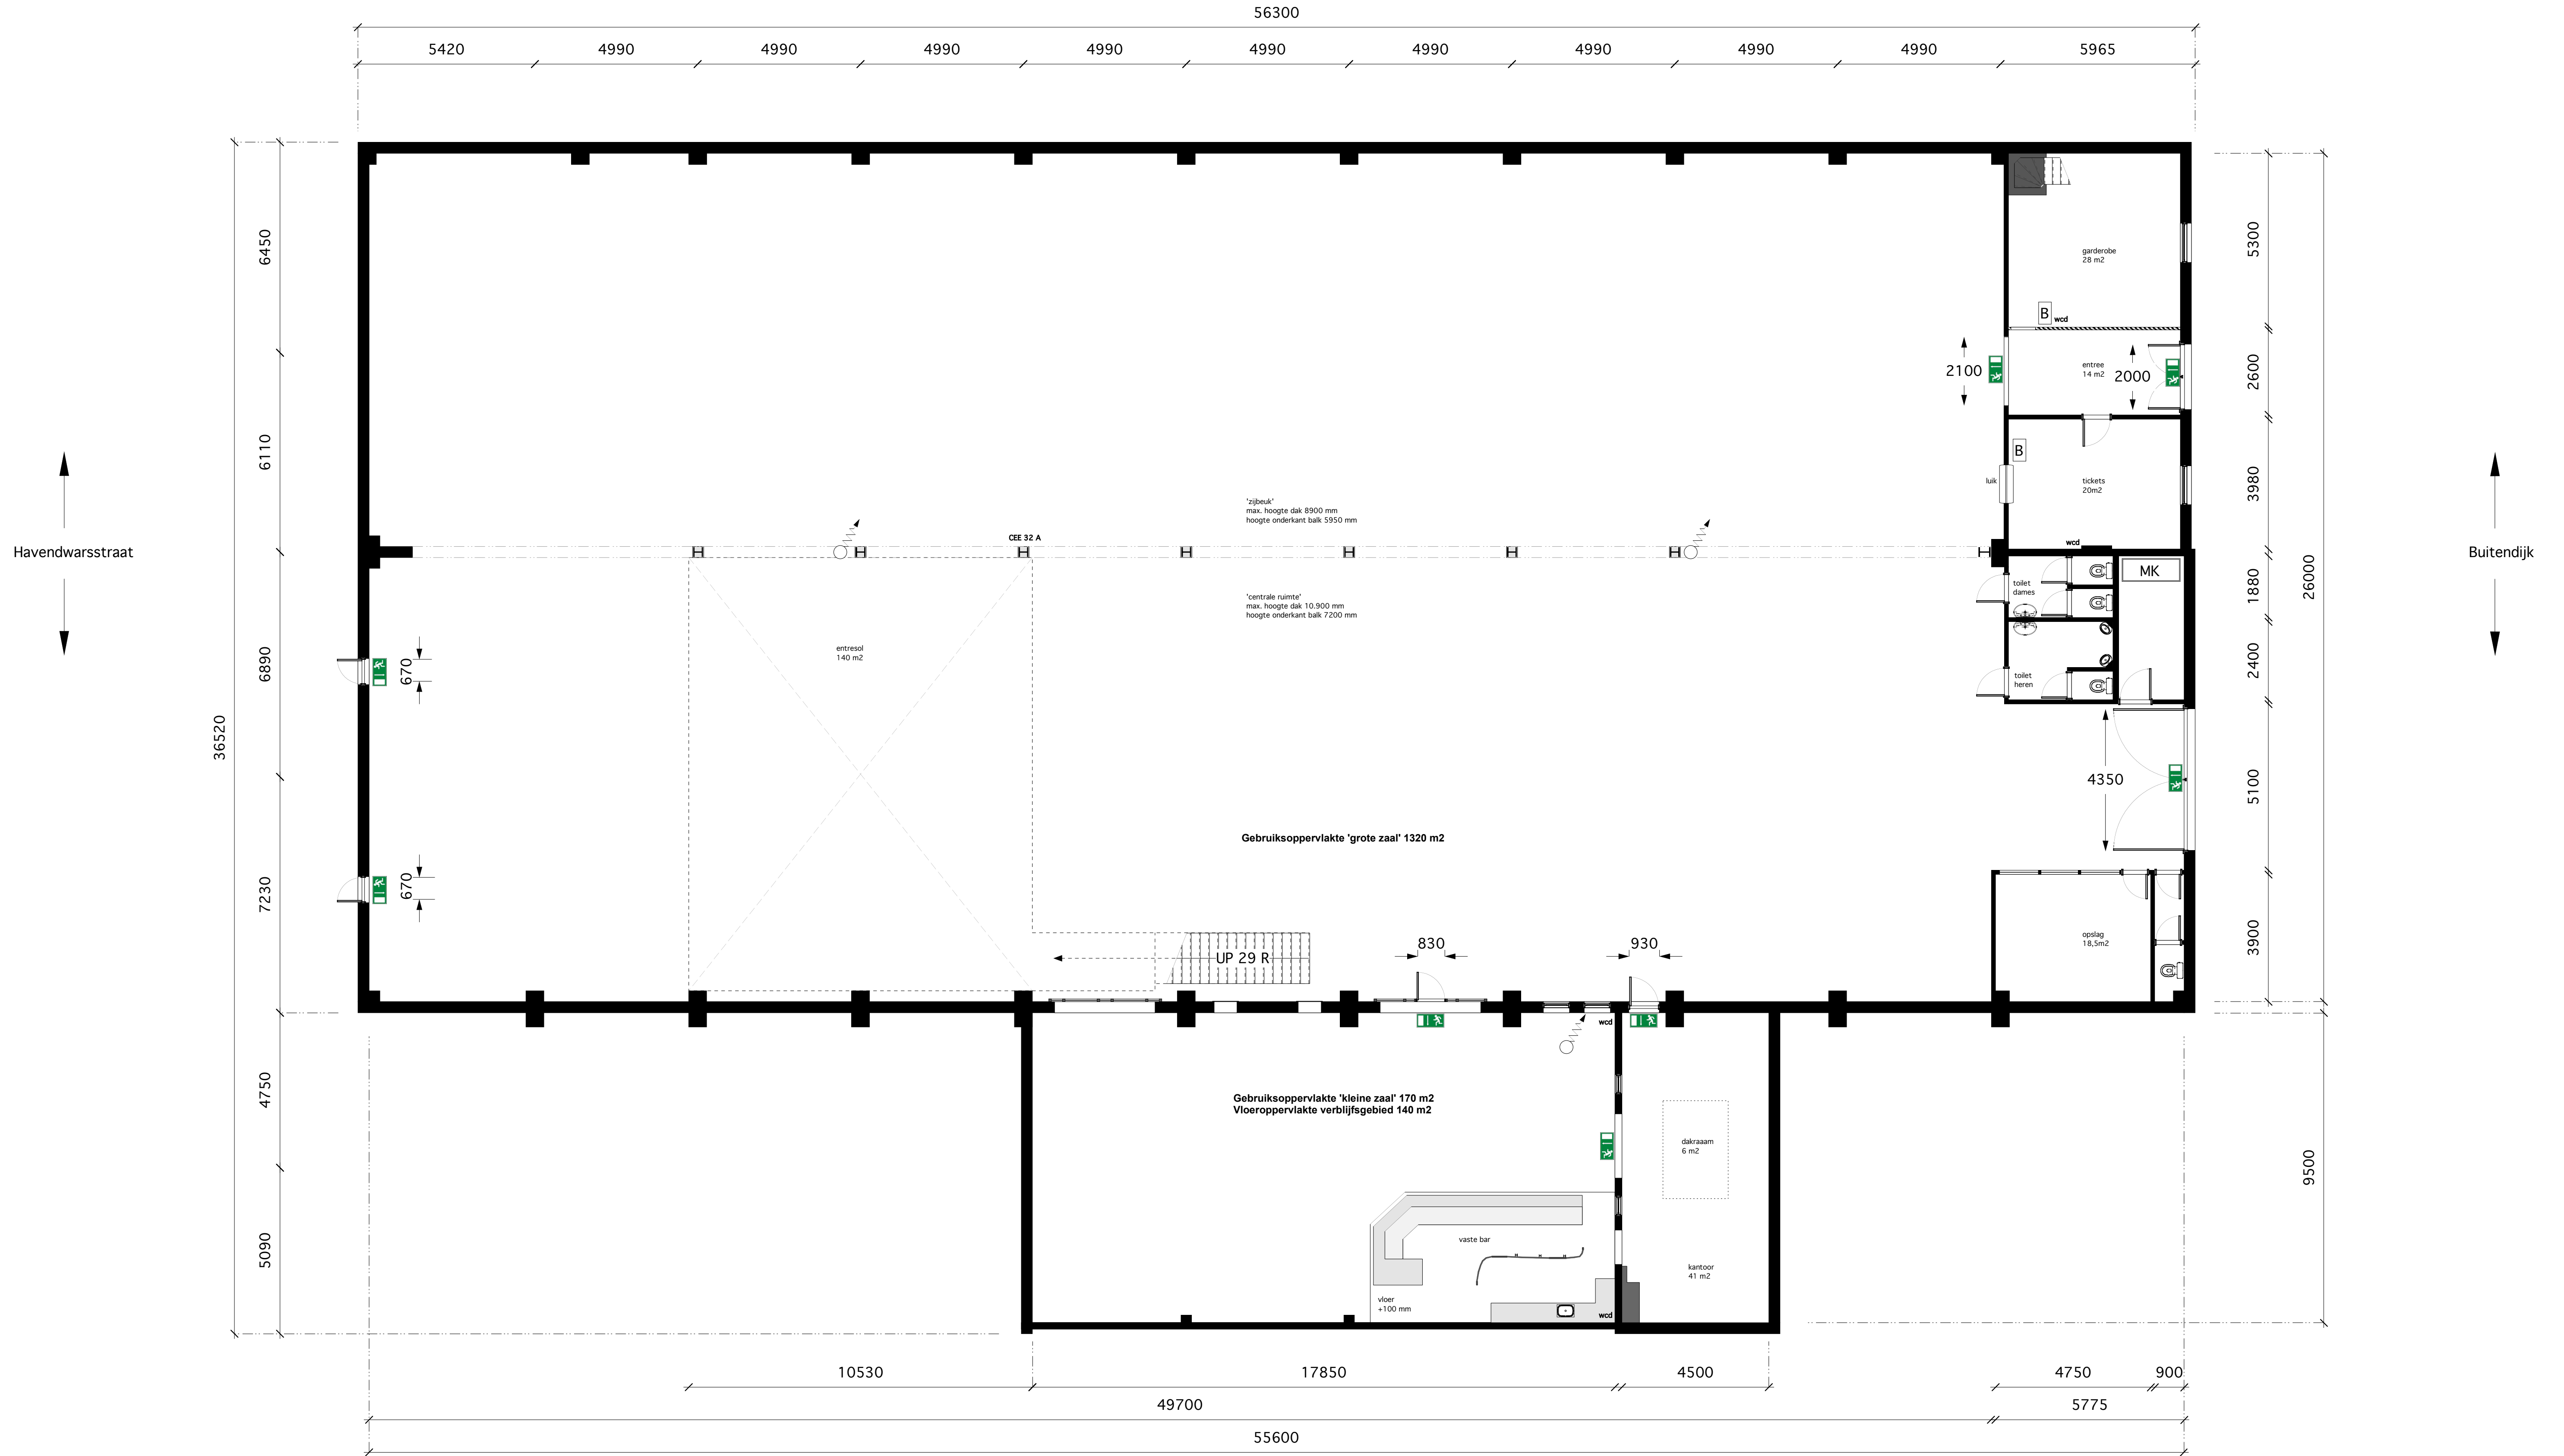 56300
5420 4990 4990 4990 4990 4990 4990 4990 4990 4990 5965
6450
5300
garderobe
28 m2
B
wcd
2100
entree
14 m2
2000
2600
6110
B
luik
tickets
20m2
3980
'zijbeuk'
max. hoogte dak 8900 mm
hoogte onderkant balk 5950 mm
CEE 32 A
wcd
Havendwarsstraat
Buitendijk
MK
toilet
dames
1880
26000
'centrale ruimte'
max. hoogte dak 10.900 mm
hoogte onderkant balk 7200 mm
entresol
140 m2
6890
670
toilet
heren
2400
36520
4350
5100
Gebruiksoppervlakte 'grote zaal' 1320 m2
7230
670
opslag
18,5m2
3900
830
930
UP 29 R
wcd
4750
Gebruiksoppervlakte 'kleine zaal' 170 m2
Vloeroppervlakte verblijfsgebied 140 m2
dakraaam
6 m2
9500
vaste bar
5090
kantoor
41 m2
vloer
+100 mm
wcd
10530 17850 4500 4750 900
49700 5775
55600